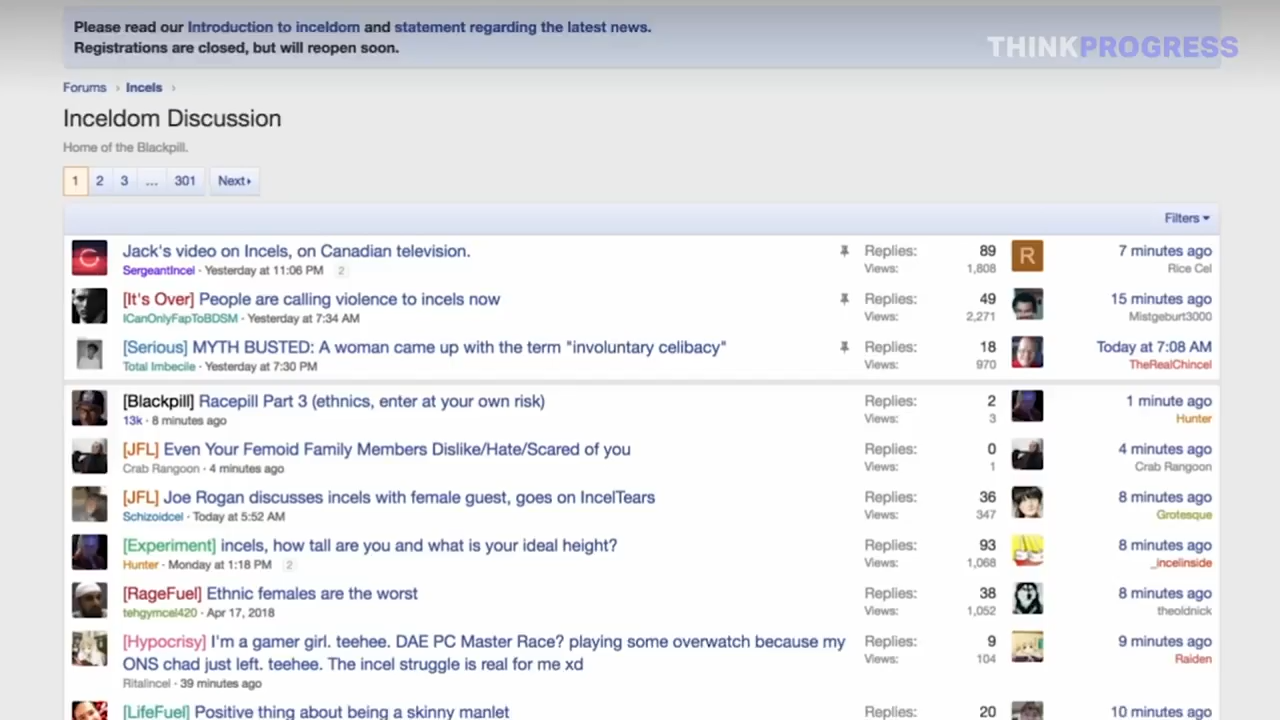 Please read our Introduction to inceldom and statement regarding the latest news.
Registrations are closed, but will reopen soon.
THINKPROGRESS
Forums › Incels ›
Inceldom Discussion
Home of the Blackpill.
1 2 3 ... 301 Next
Filters
Jack's video on Incels, on Canadian television. Replies: 89 R 7 minutes ago
SergeantIncel · Yesterday at 11:06 PM 2 Views: 1,808 Rice Cel
[It's Over] People are calling violence to incels now Replies: 49 15 minutes ago
ICanOnlyFapToBDSM · Yesterday at 7:34 AM Views: 2,271 Mistgeburt3000
[Serious] MYTH BUSTED: A woman came up with the term "involuntary celibacy" Replies: 18 Today at 7:08 AM
Total Imbecile · Yesterday at 7:30 PM Views: 970 TheRealChincel
[Blackpill] Racepill Part 3 (ethnics, enter at your own risk) Replies: 2 1 minute ago
13k · 8 minutes ago Views: 3 Hunter
[JFL] Even Your Femoid Family Members Dislike/Hate/Scared of you Replies: 0 4 minutes ago
Crab Rangoon · 4 minutes ago Views: 1 Crab Rangoon
[JFL] Joe Rogan discusses incels with female guest, goes on IncelTears Replies: 36 8 minutes ago
Schizoidcel · Today at 5:52 AM Views: 347 Grotesque
[Experiment] incels, how tall are you and what is your ideal height? Replies: 93 8 minutes ago
Hunter · Monday at 1:18 PM 2 Views: 1,068 _incelinside
[RageFuel] Ethnic females are the worst Replies: 38 8 minutes ago
tehgymcel420 · Apr 17, 2018 Views: 1,052 theoldnick
[Hypocrisy] I'm a gamer girl. teehee. DAE PC Master Race? playing some overwatch because my Replies: 9 9 minutes ago
ONS chad just left. teehee. The incel struggle is real for me xd Views: 104 Raiden
Ritalincel · 39 minutes ago
[LifeFuel] Positive thing about being a skinny manlet Replies: 20 10 minutes ago